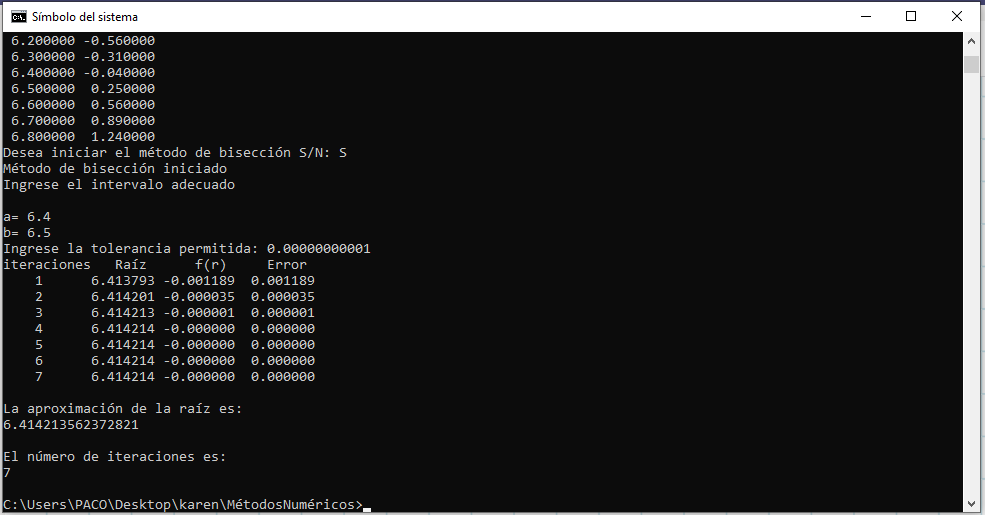 Símbolo del sistema
6.200000 -0.560000
6.300000 -0.310000
6.400000 -0.040000
6.500000  0.250000
6.600000  0.560000
6.700000  0.890000
6.800000  1.240000
Desea iniciar el método de bisección S/N: S
Método de bisección iniciado
Ingrese el intervalo adecuado
a= 6.4
b= 6.5
Ingrese la tolerancia permitida: 0.00000000001
iteraciones   Raíz      f(r)     Error
1      6.413793 -0.001189  0.001189
2      6.414201 -0.000035  0.000035
3      6.414213 -0.000001  0.000001
4      6.414214 -0.000000  0.000000
5      6.414214 -0.000000  0.000000
6      6.414214 -0.000000  0.000000
7      6.414214 -0.000000  0.000000
La aproximación de la raíz es:
6.414213562372821
El número de iteraciones es:
7
C:\Users\PACO\Desktop\karen\MétodosNuméricos>